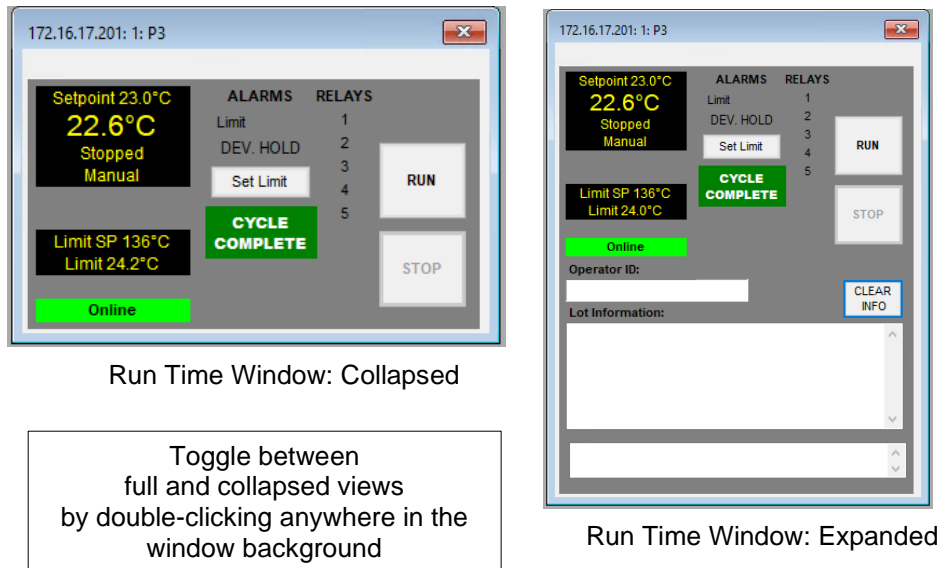 172.16.17.201: 1: P3
Setpoint 23.0°C
22.6°C
Stopped
Manual
Limit SP 136°C
Limit 24.2°C
Online
ALARMS RELAYS
Limit 1
DEV. HOLD 2
3
Set Limit 4
5
CYCLE
COMPLETE
RUN
STOP
Run Time Window: Collapsed
Toggle between
full and collapsed views
by double-clicking anywhere in the
window background
172.16.17.201: 1: P3
Setpoint 23.0°C
22.6°C
Stopped
Manual
Limit SP 136°C
Limit 24.0°C
Online
ALARMS RELAYS
Limit 1
DEV. HOLD 2
3
Set Limit 4
5
CYCLE
COMPLETE
RUN
STOP
Operator ID:
CLEAR
INFO
Lot Information:
Run Time Window: Expanded